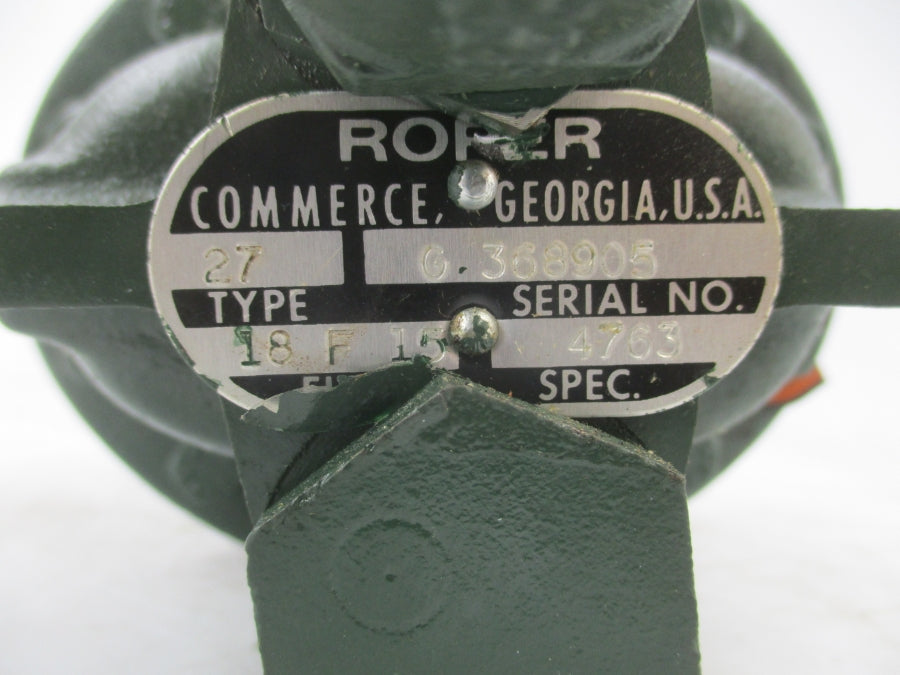 ROPER
COMMERCE, GEORGIA, U.S.A.
27 G. 368905
TYPE SERIAL NO.
18 F 15 4763
SPEC.